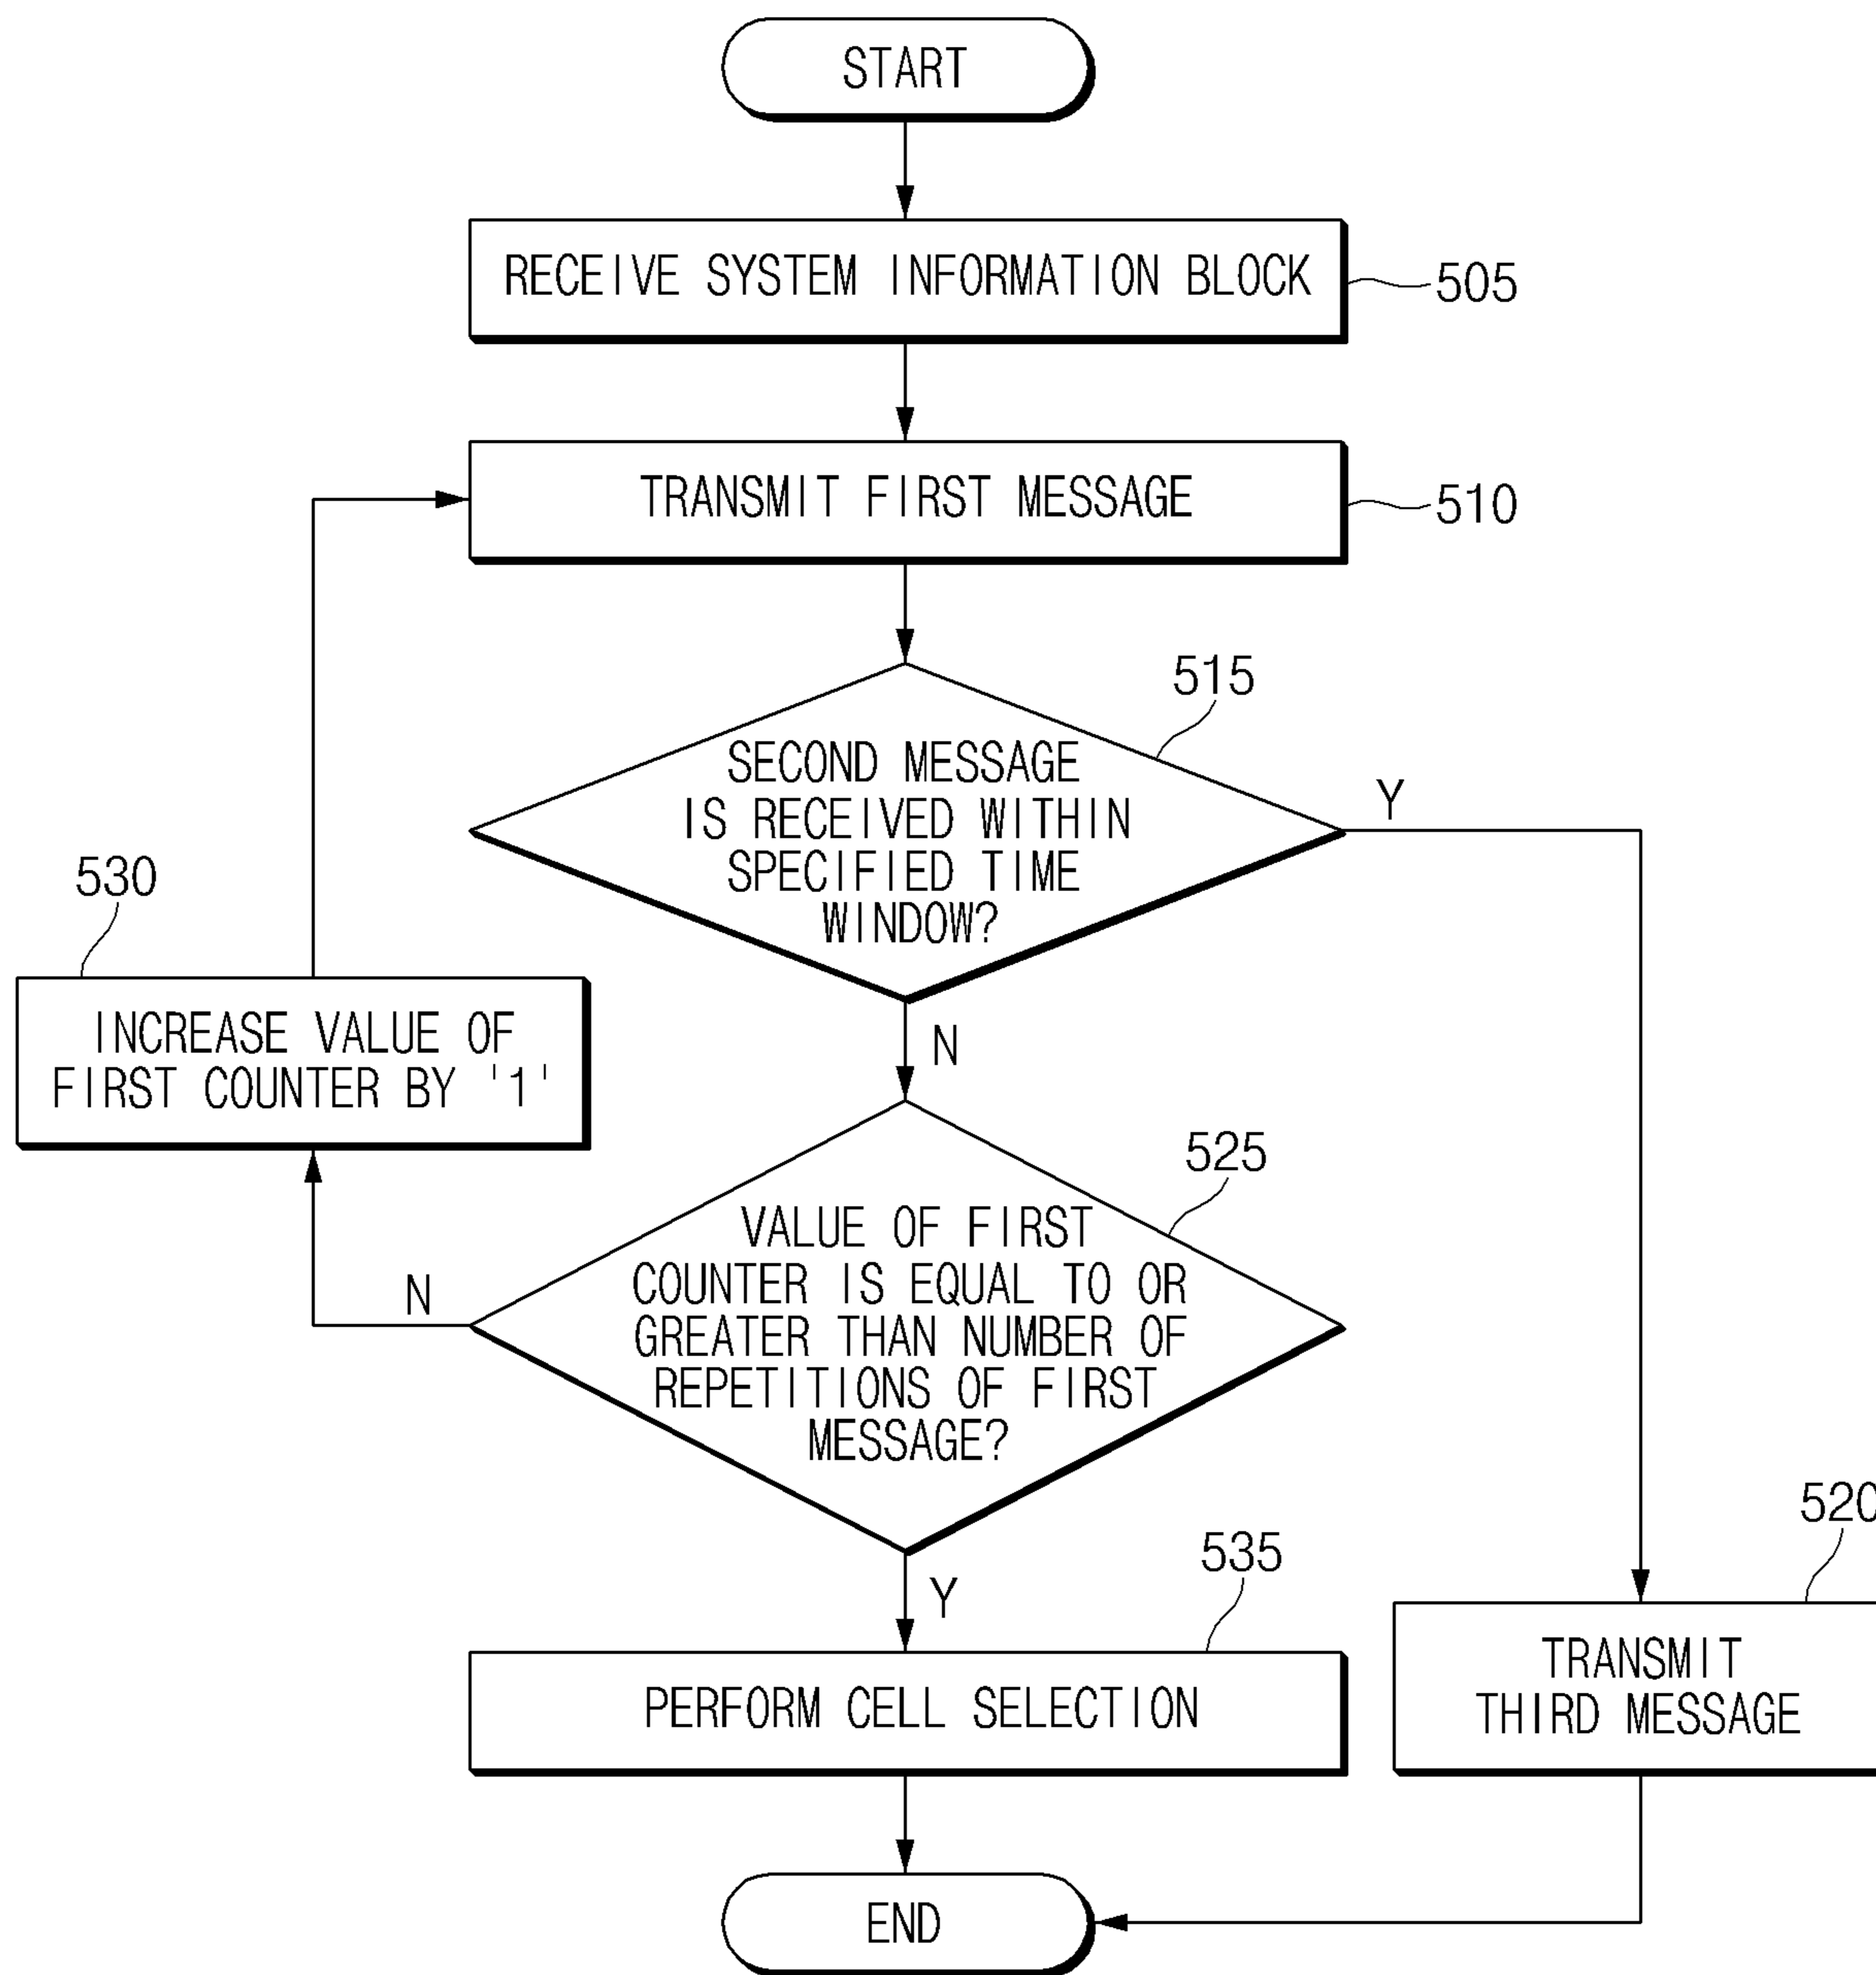 START
RECEIVE SYSTEM INFORMATION BLOCK
505
TRANSMIT FIRST MESSAGE
510
515
SECOND MESSAGE
IS RECEIVED WITHIN
SPECIFIED TIME
WINDOW?
Y
530
INCREASE VALUE OF
FIRST COUNTER BY '1'
N
525
VALUE OF FIRST
COUNTER IS EQUAL TO OR
GREATER THAN NUMBER OF
REPETITIONS OF FIRST
MESSAGE?
N
Y
535
PERFORM CELL SELECTION
520
TRANSMIT
THIRD MESSAGE
END